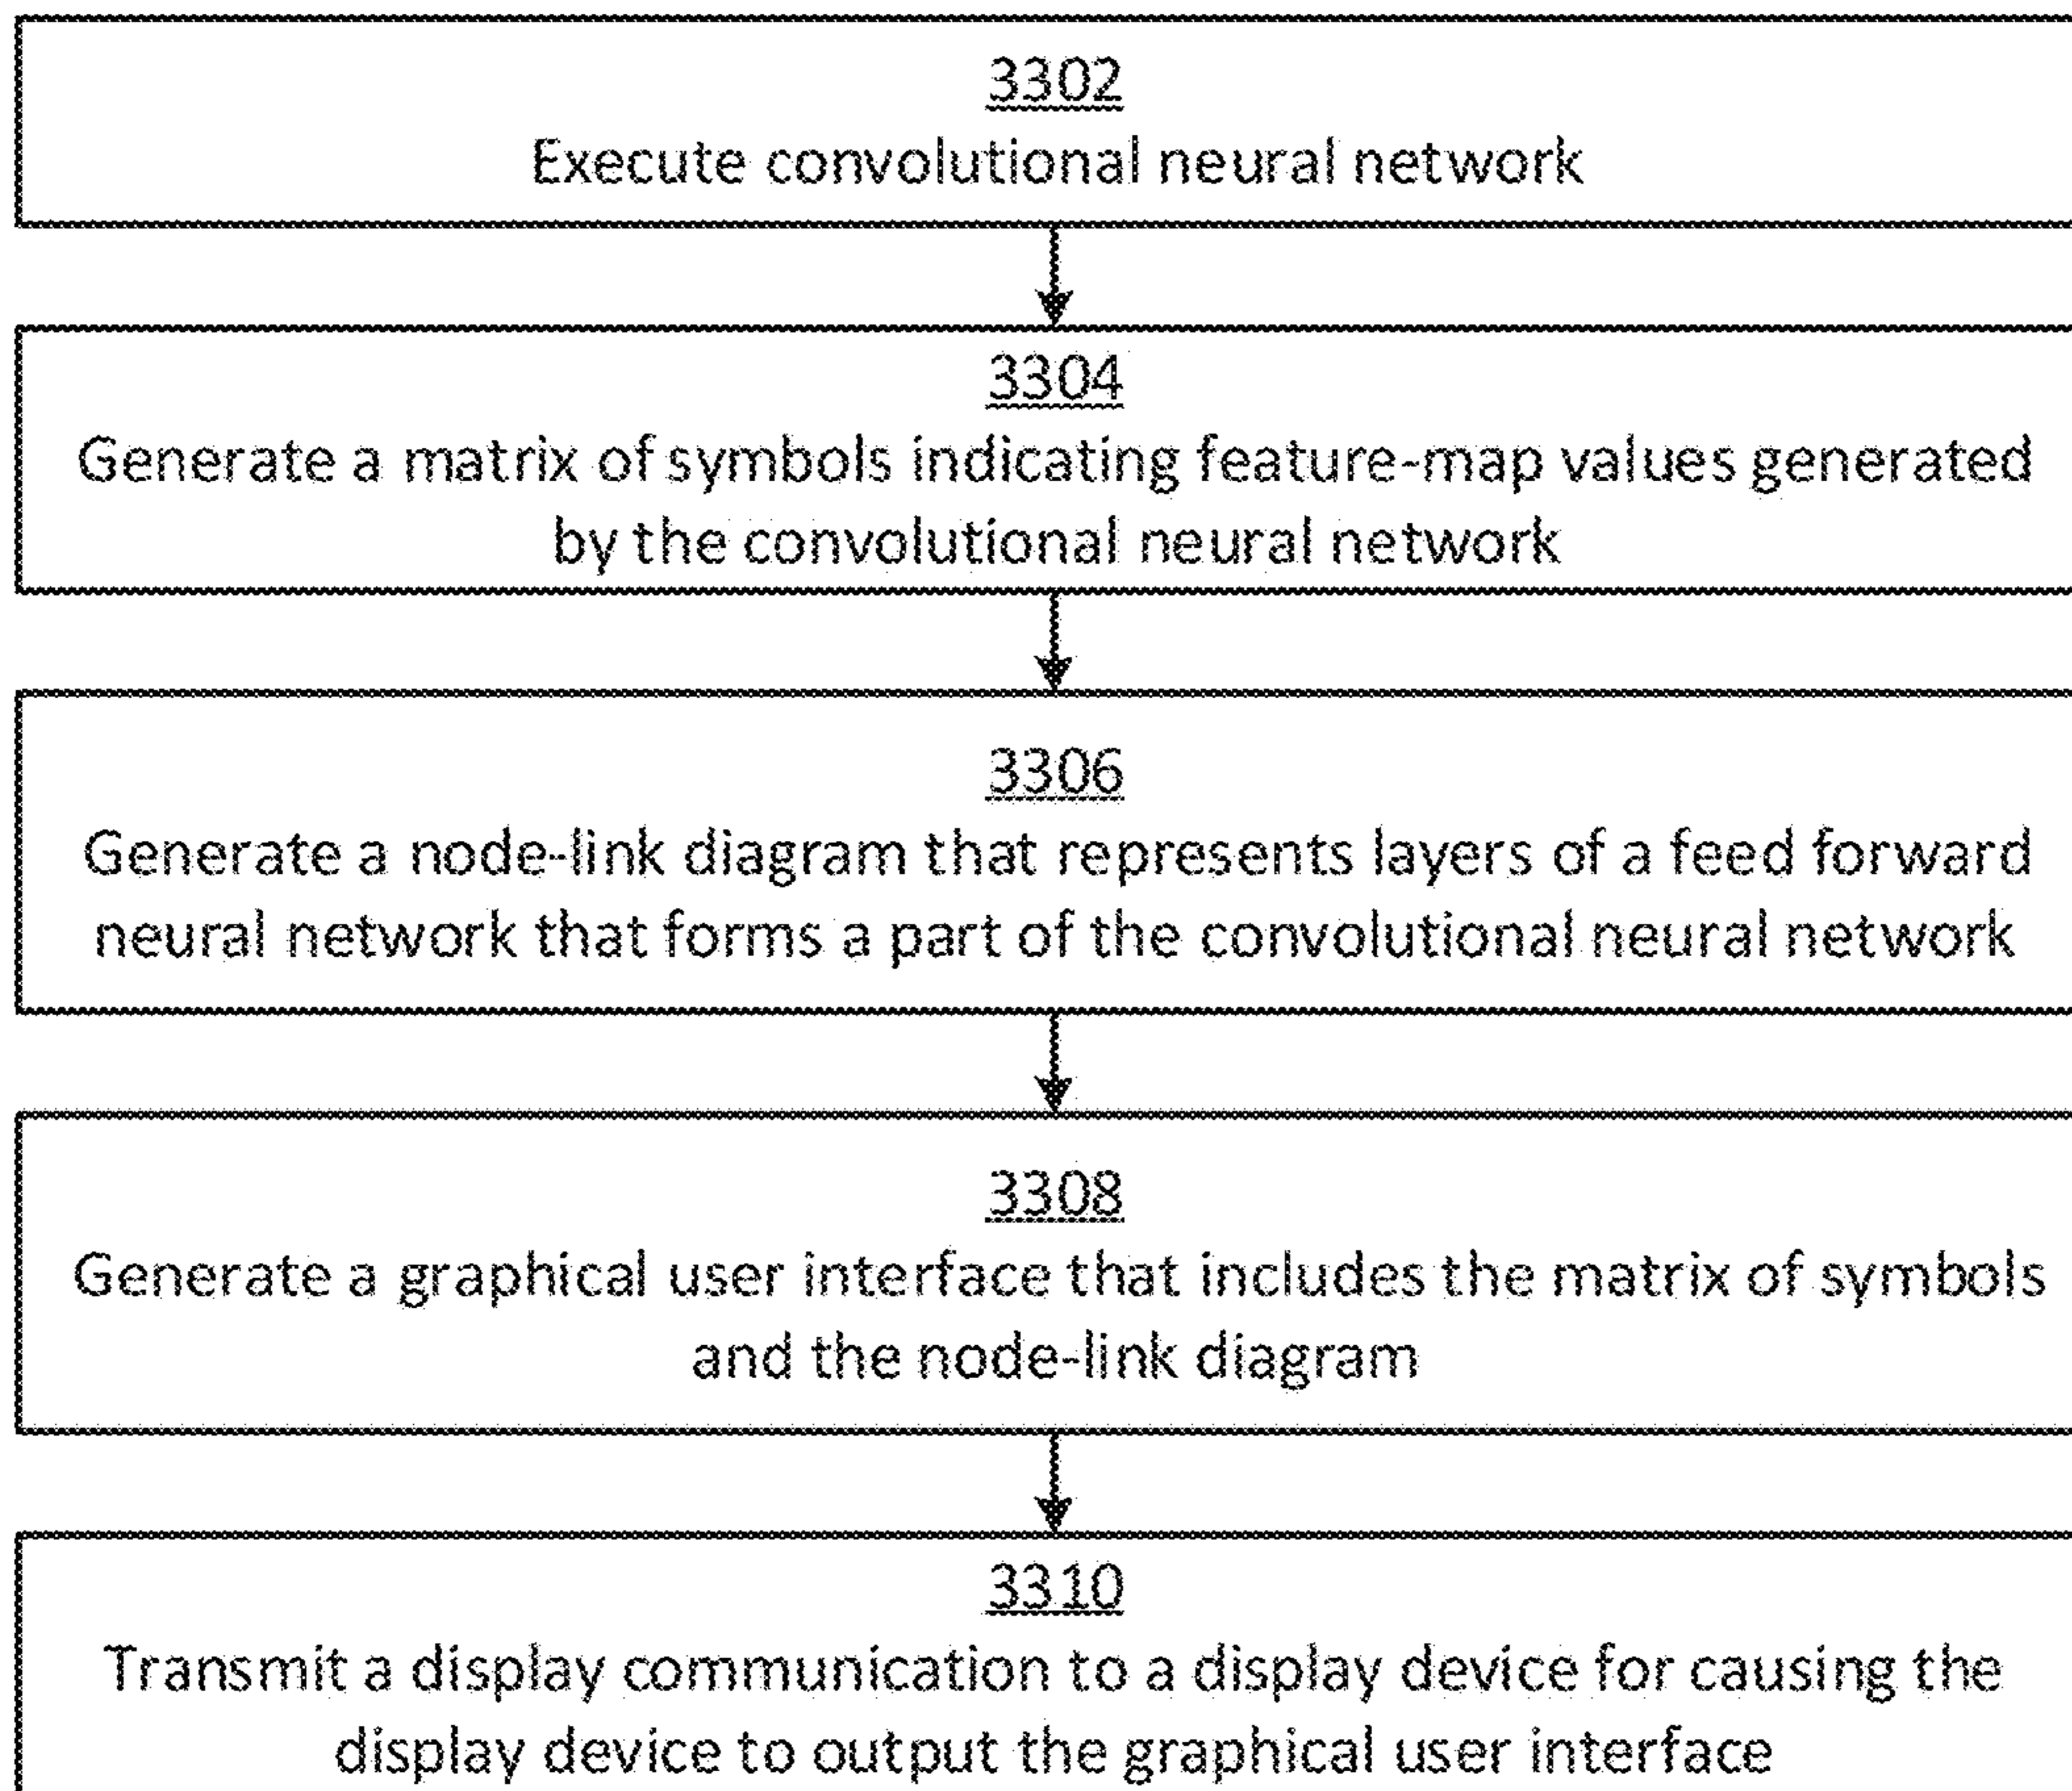 3302
Execute convolutional neural network
3304
Generate a matrix of symbols indicating feature-map values generated
by the convolutional neural network
3306
Generate a node-link diagram that represents layers of a feed forward
neural network that forms a part of the convolutional neural network
3308
Generate a graphical user interface that includes the matrix of symbols
and the node-link diagram
3310
Transmit a display communication to a display device for causing the
display device to output the graphical user interface